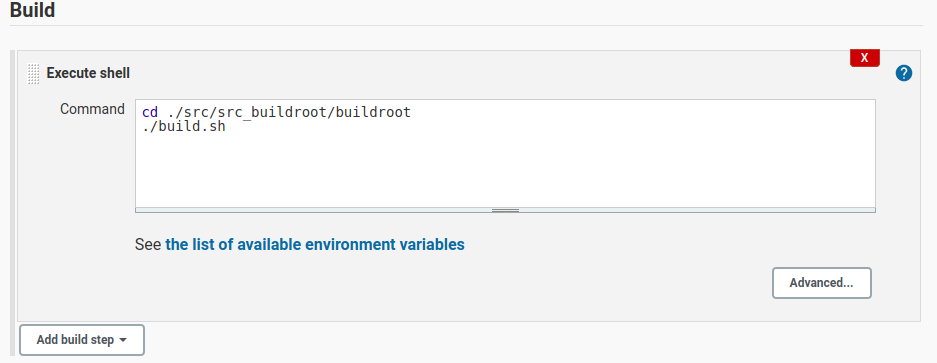 Build
X
Execute shell
?
Command
cd ./src/src_buildroot/buildroot
./build.sh
See the list of available environment variables
Advanced...
Add build step